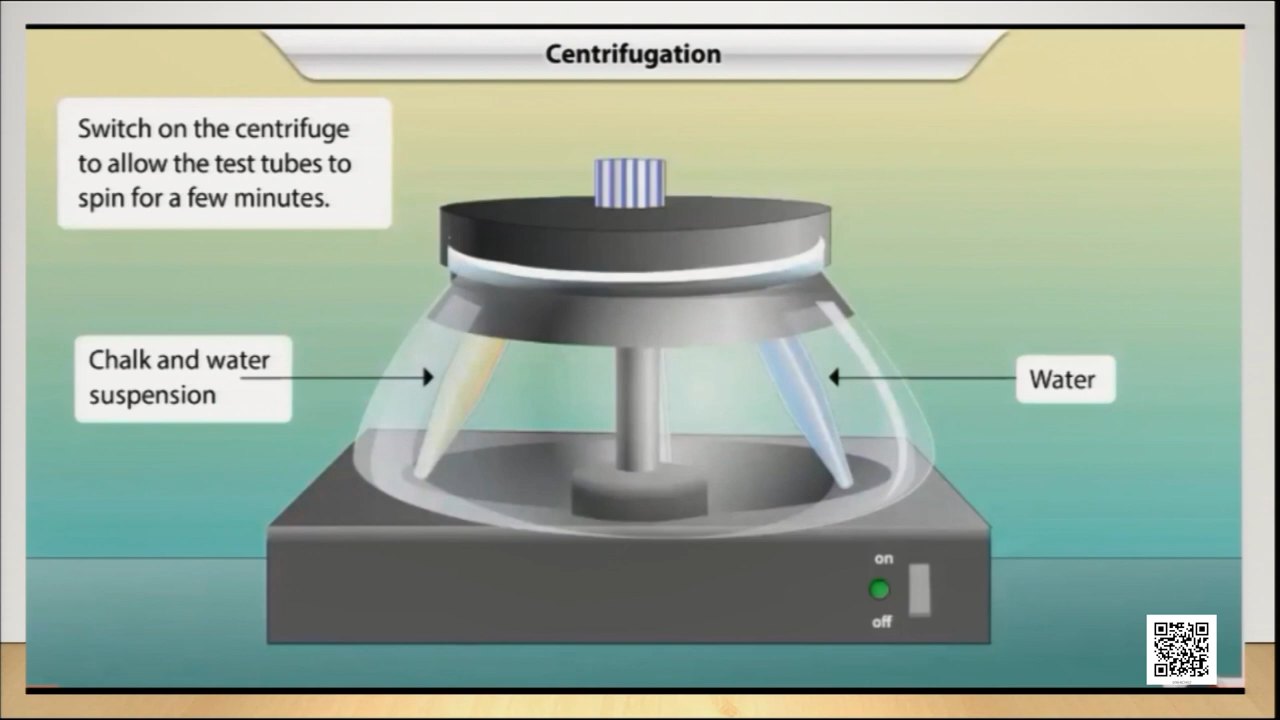 Centrifugation
Switch on the centrifuge
to allow the test tubes to
spin for a few minutes.
Chalk and water
suspension
Water
on
off